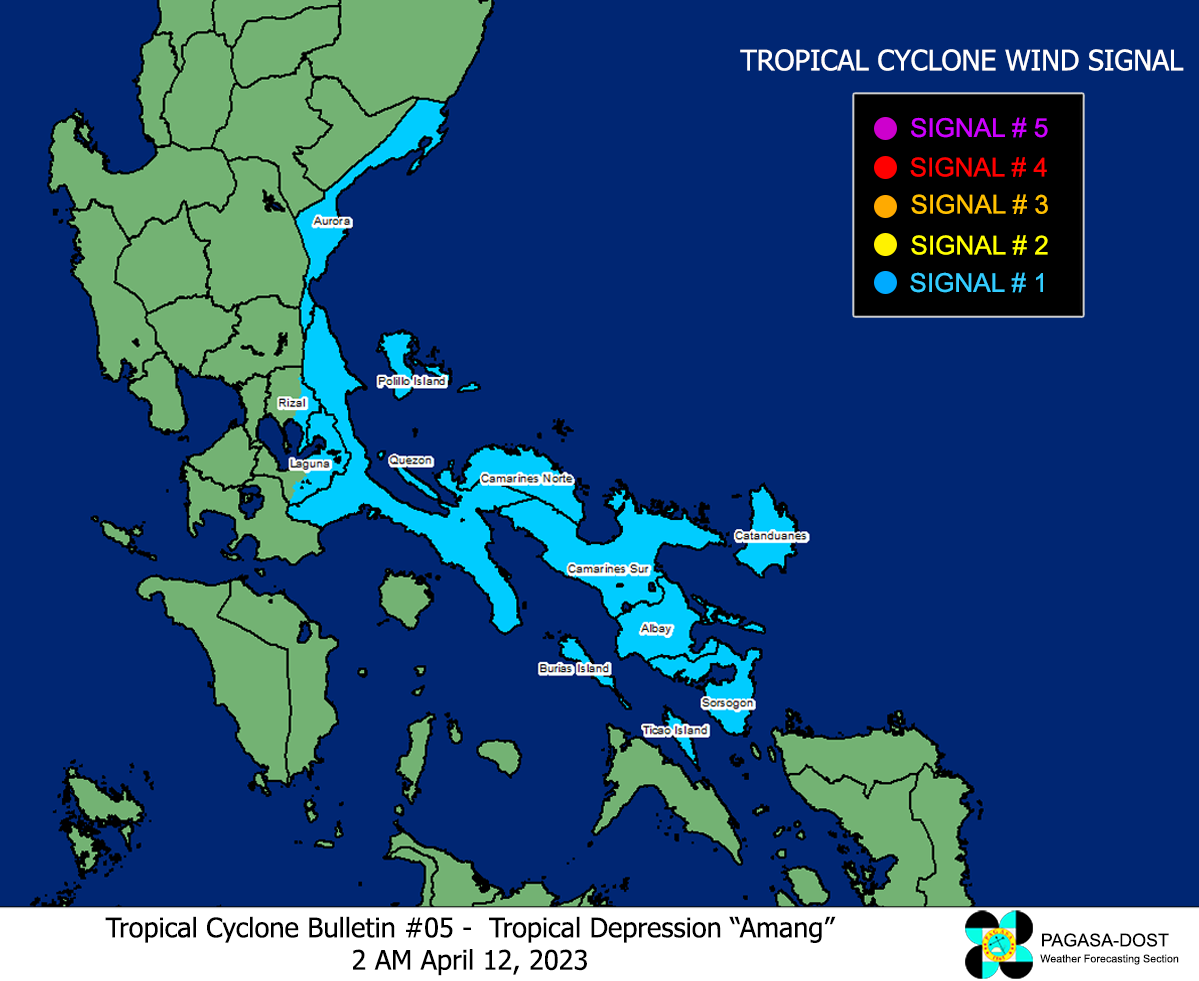 TROPICAL CYCLONE WIND SIGNAL
SIGNAL # 5
SIGNAL # 4
SIGNAL # 3
SIGNAL # 2
SIGNAL # 1
Aurora
Polillo Island
Rizal
Laguna
Quezon
Camarines Norte
Catanduanes
Camarines Sur
Albay
Burias Island
Sorsogon
Ticao Island
Tropical Cyclone Bulletin #05 - Tropical Depression “Amang”
2 AM April 12, 2023
PAGASA
PAGASA-DOST
Weather Forecasting Section